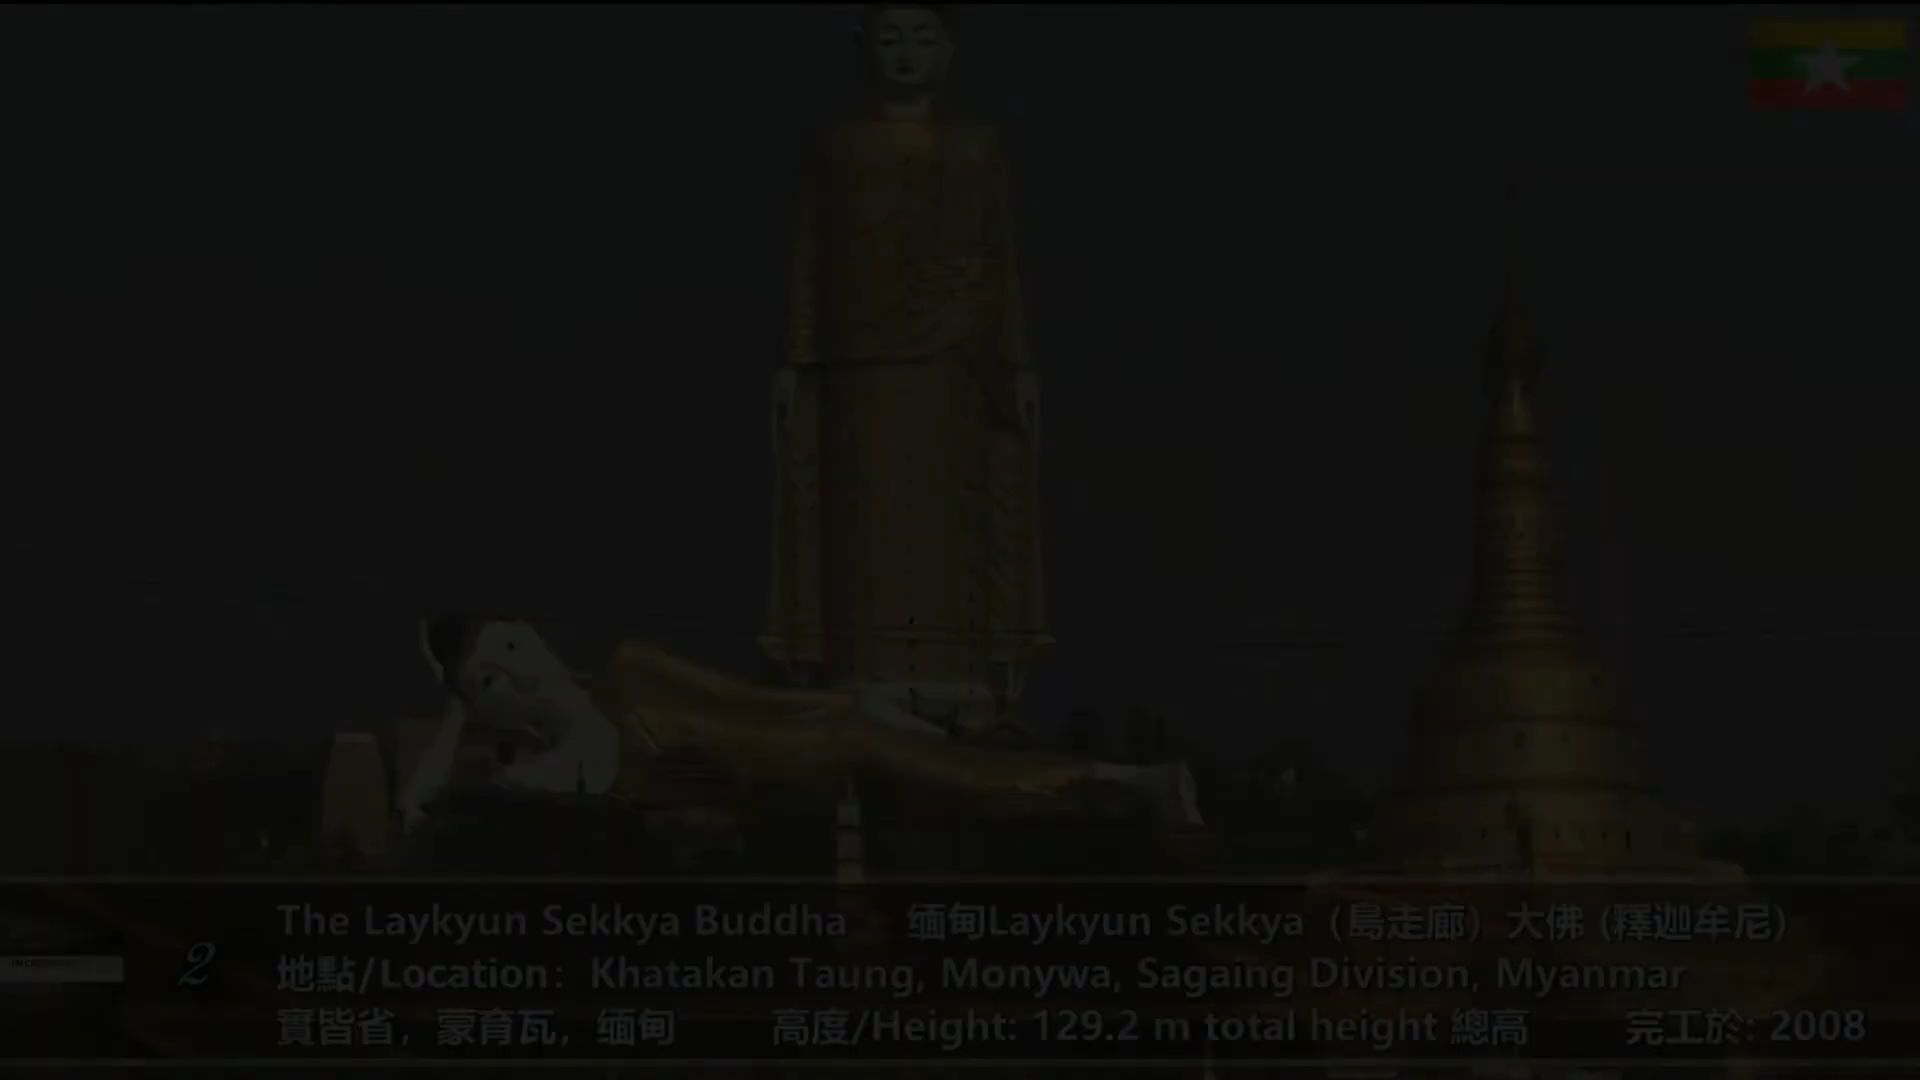 The Laykyun Sekkya Buddha 缅甸Laykyun Sekkya（島走廊）大佛 (釋迦牟尼)
2
地點/Location: Khatakan Taung, Monywa, Sagaing Division, Myanmar
實皆省，蒙育瓦，缅甸 高度/Height: 129.2 m total height 總高 完工於: 2008